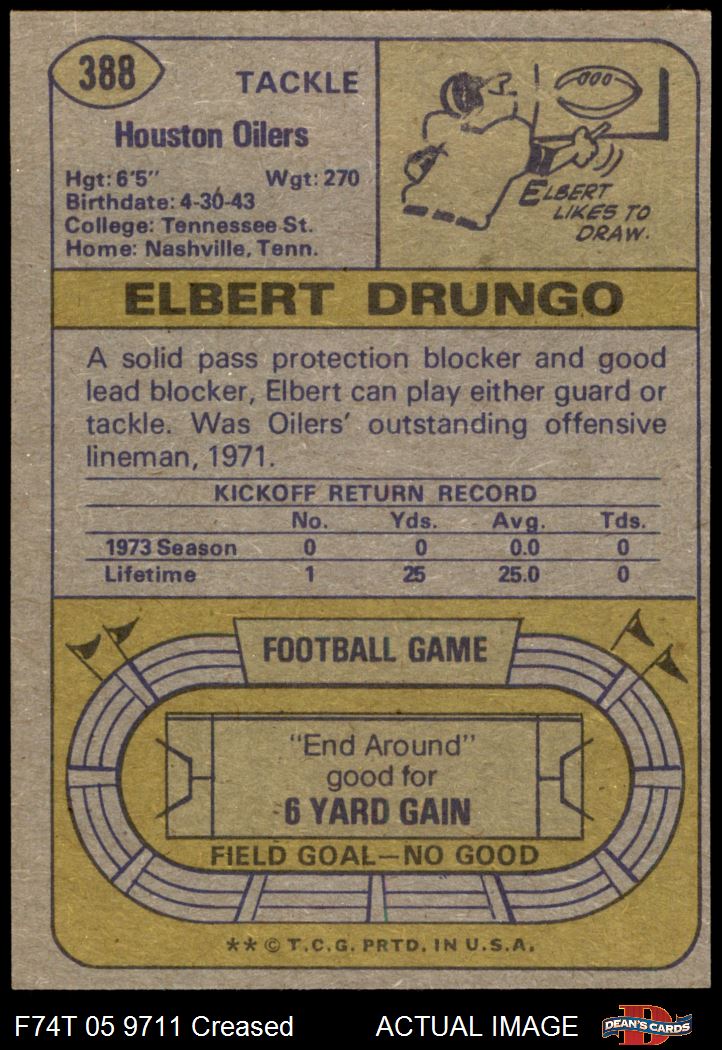 388
TACKLE
Houston Oilers
Hgt: 6'5" Wgt: 270
Birthdate: 4-30-43
College: Tennessee St.
Home: Nashville, Tenn.
ELBERT
LIKES TO
DRAW.
ELBERT DRUNGO
A solid pass protection blocker and good
lead blocker, Elbert can play either guard or
tackle. Was Oilers' outstanding offensive
lineman, 1971.
KICKOFF RETURN RECORD
No. Yds. Avg. Tds.
1973 Season 0 0 0.0 0
Lifetime 1 25 25.0 0
FOOTBALL GAME
"End Around"
good for
6 YARD GAIN
FIELD GOAL—NO GOOD
** © T.C.G. PRTD. IN U.S.A.
F74T 05 9711 Creased ACTUAL IMAGE DEAN'S CARDS